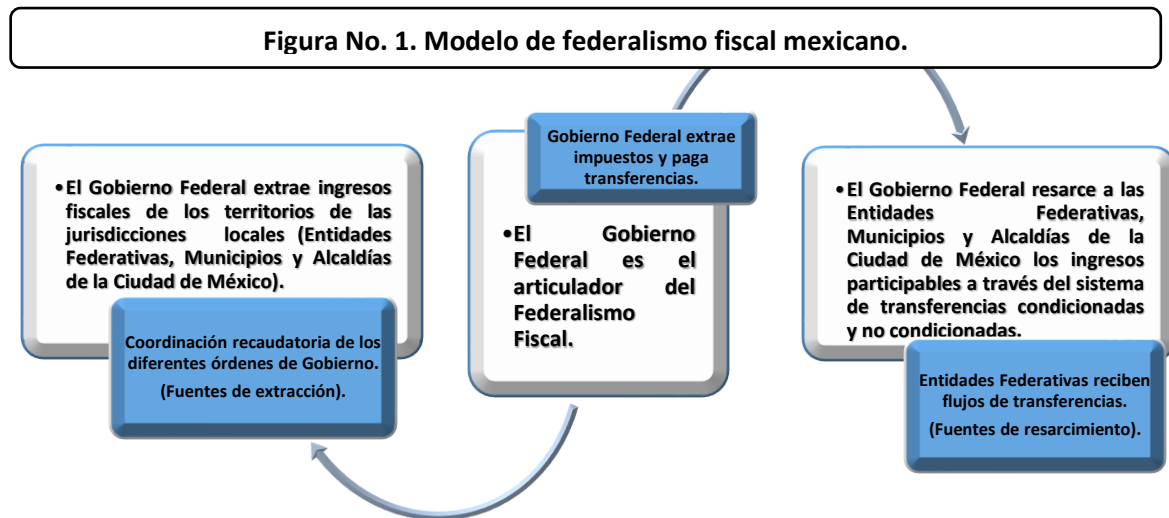 Figura No. 1. Modelo de federalismo fiscal mexicano.
•El Gobierno Federal extrae ingresos
fiscales de los territorios de las
jurisdicciones locales (Entidades
Federativas, Municipios y Alcaldías
de la Ciudad de México).
Coordinación recaudatoria de los
diferentes órdenes de Gobierno.
(Fuentes de extracción).
Gobierno Federal extrae
impuestos y paga
transferencias.
•El Gobierno
Federal es el
articulador del
Federalismo
Fiscal.
•El Gobierno Federal resarce a las
Entidades Federativas,
Municipios y Alcaldías de la
Ciudad de México los ingresos
participables a través del sistema
de transferencias condicionadas
y no condicionadas.
Entidades Federativas reciben
flujos de transferencias.
(Fuentes de resarcimiento).